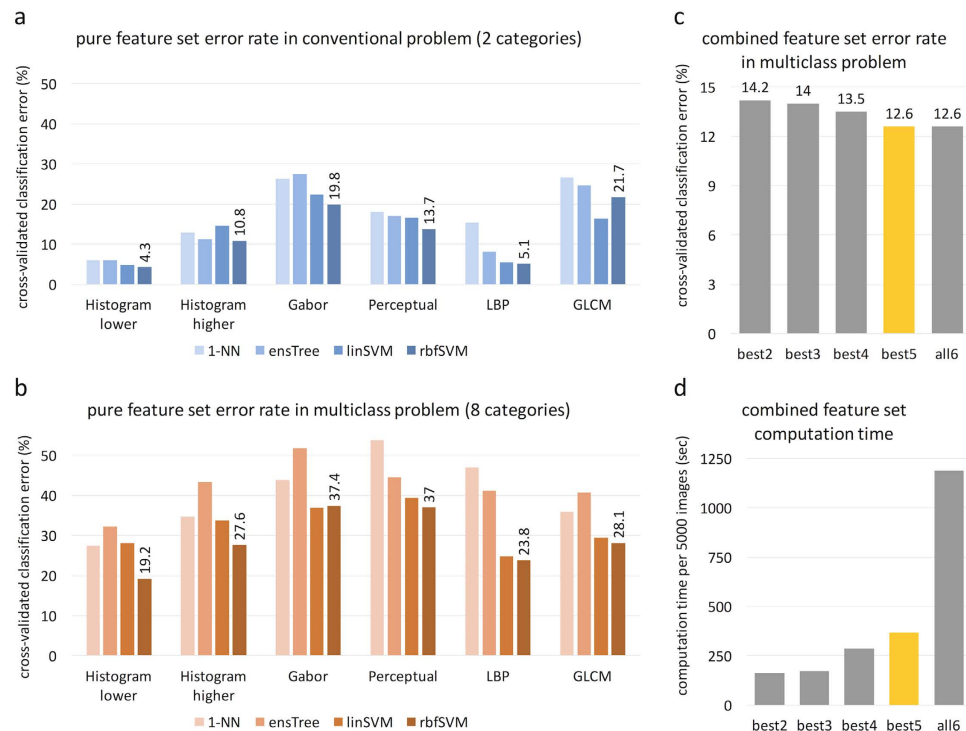 a
pure feature set error rate in conventional problem (2 categories)
cross-validated classification error (%)
50
40
30
20
10
0
4.3
10.8
19.8
13.7
5.1
21.7
Histogram lower
Histogram higher
Gabor
Perceptual
LBP
GLCM
1-NN ensTree linSVM rbfSVM
b
pure feature set error rate in multiclass problem (8 categories)
cross-validated classification error (%)
50
40
30
20
10
0
19.2
27.6
37.4
37
23.8
28.1
Histogram lower
Histogram higher
Gabor
Perceptual
LBP
GLCM
1-NN ensTree linSVM rbfSVM
c
combined feature set error rate
in multiclass problem
cross-validated classification error (%)
15
12
9
6
3
0
14.2
14
13.5
12.6
12.6
best2 best3 best4 best5 all6
d
combined feature set
computation time
computation time per 5000 images (sec)
1250
1000
750
500
250
0
best2 best3 best4 best5 all6